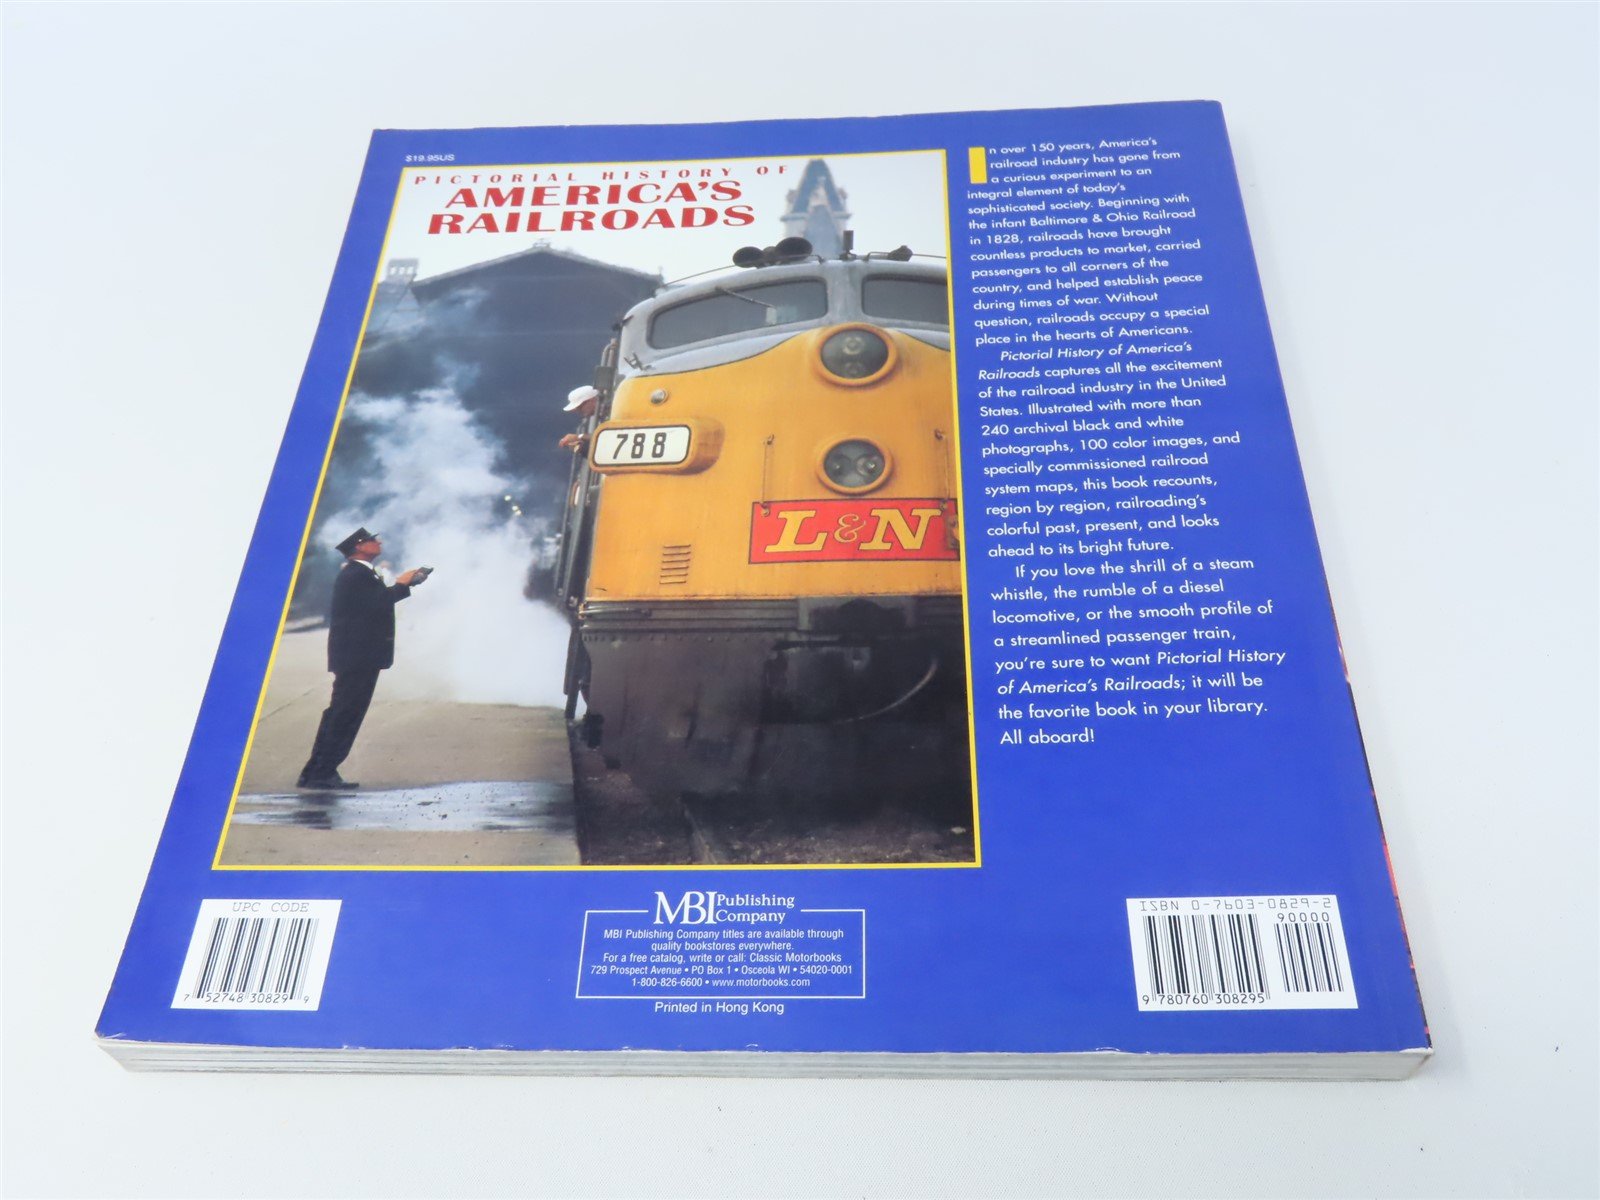 $19.95US
PICTORIAL HISTORY OF
AMERICA'S
RAILROADS
788
L&N
In over 150 years, America's
railroad industry has gone from
a curious experiment to an
integral element of today's
sophisticated society. Beginning with
the infant Baltimore & Ohio Railroad
in 1828, railroads have brought
countless products to market, carried
passengers to all corners of the
country, and helped establish peace
during times of war. Without
question, railroads occupy a special
place in the hearts of Americans.
Pictorial History of America's
Railroads captures all the excitement
of the railroad industry in the United
States. Illustrated with more than
240 archival black and white
photographs, 100 color images, and
specially commissioned railroad
system maps, this book recounts,
region by region, railroading's
colorful past, present, and looks
ahead to its bright future.
If you love the shrill of a steam
whistle, the rumble of a diesel
locomotive, or the smooth profile of
a streamlined passenger train,
you're sure to want Pictorial History
of America's Railroads; it will be
the favorite book in your library.
All aboard!
UPC CODE
7 52748 30829 9
MBI Publishing
Company
MBI Publishing Company titles are available through
quality bookstores everywhere.
For a free catalog, write or call: Classic Motorbooks
729 Prospect Avenue • PO Box 1 • Osceola WI • 54020-0001
1-800-826-6600 • www.motorbooks.com
Printed in Hong Kong
ISBN 0-7603-0829-2
90000
9 780760 308295